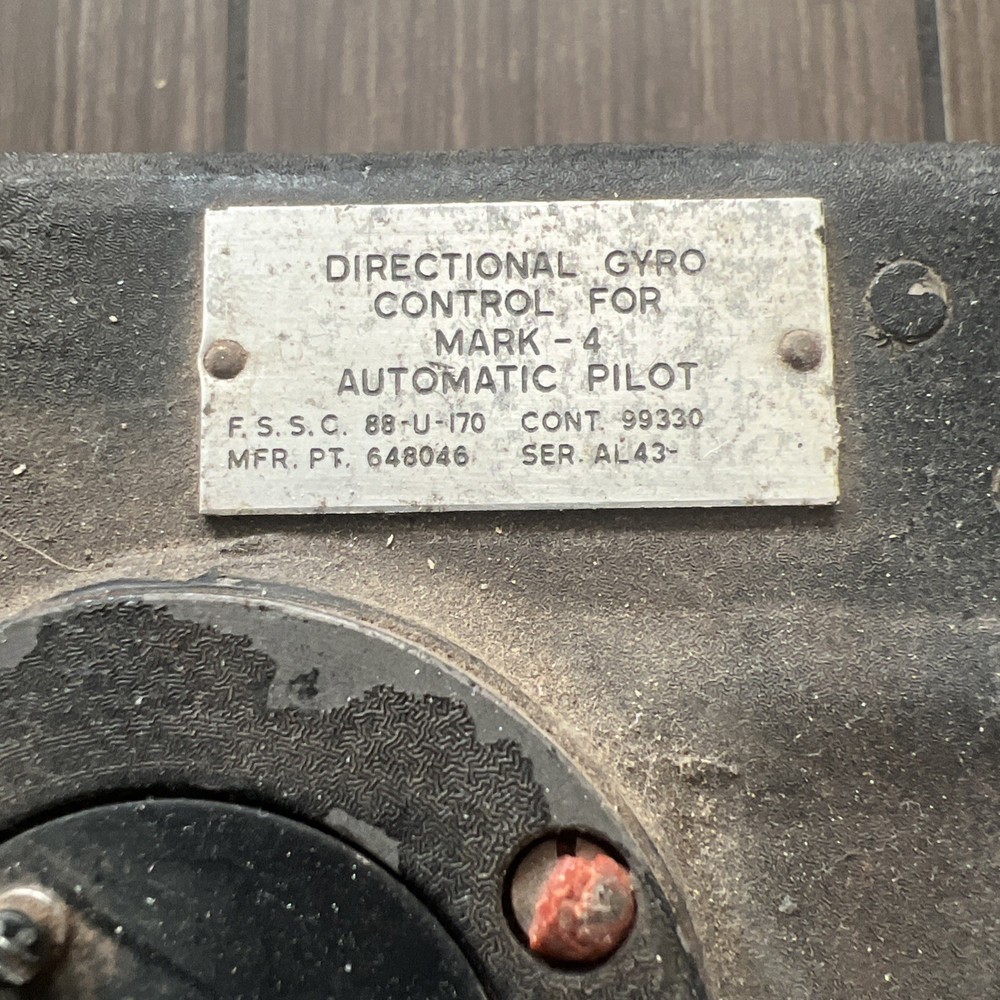 DIRECTIONAL GYRO
CONTROL FOR
MARK - 4
AUTOMATIC PILOT
F. S. S. C. 88-U-170 CONT. 99330
MFR. PT. 648046 SER. AL43-